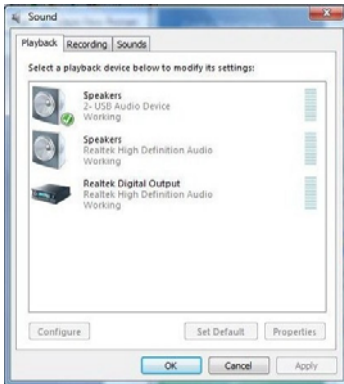 Sound
Playback Recording Sounds
Select a playback device below to modify its settings:
Speakers
2- USB Audio Device
Working
Speakers
Realtek High Definition Audio
Working
Realtek Digital Output
Realtek High Definition Audio
Working
Configure Set Default Properties
OK Cancel Apply